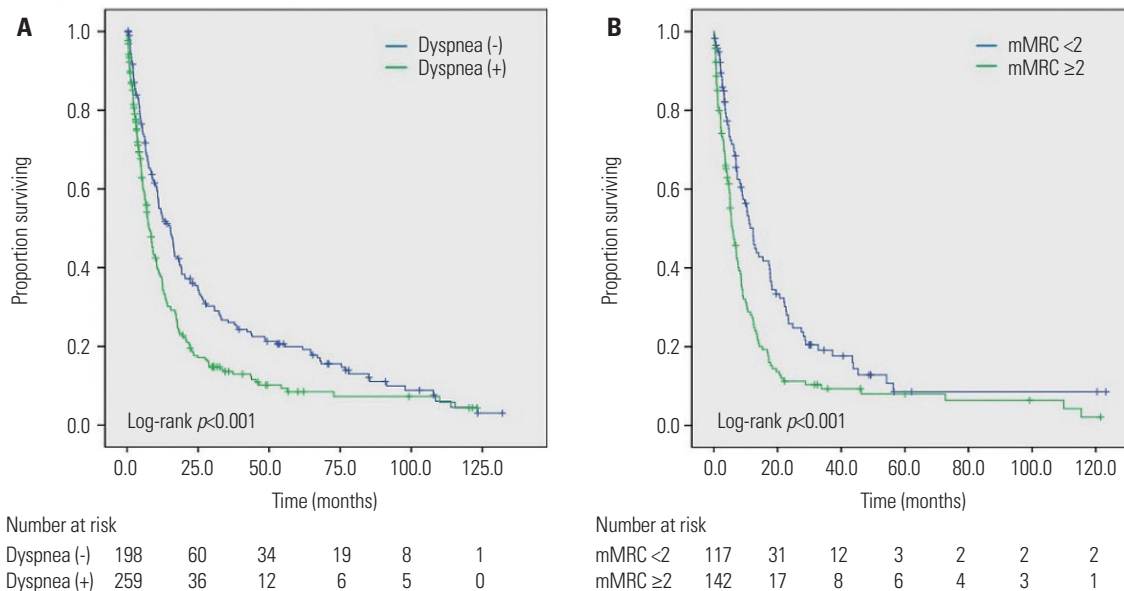 A
1.0
0.8
0.6
0.4
0.2
0.0
Proportion surviving
Dyspnea (-)
Dyspnea (+)
Log-rank p<0.001
0.0 25.0 50.0 75.0 100.0 125.0
Time (months)
Number at risk
Dyspnea (-) 198 60 34 19 8 1
Dyspnea (+) 259 36 12 6 5 0
B
1.0
0.8
0.6
0.4
0.2
0.0
Proportion surviving
mMRC <2
mMRC ≥2
Log-rank p<0.001
0.0 20.0 40.0 60.0 80.0 100.0 120.0
Time (months)
Number at risk
mMRC <2 117 31 12 3 2 2 2
mMRC ≥2 142 17 8 6 4 3 1